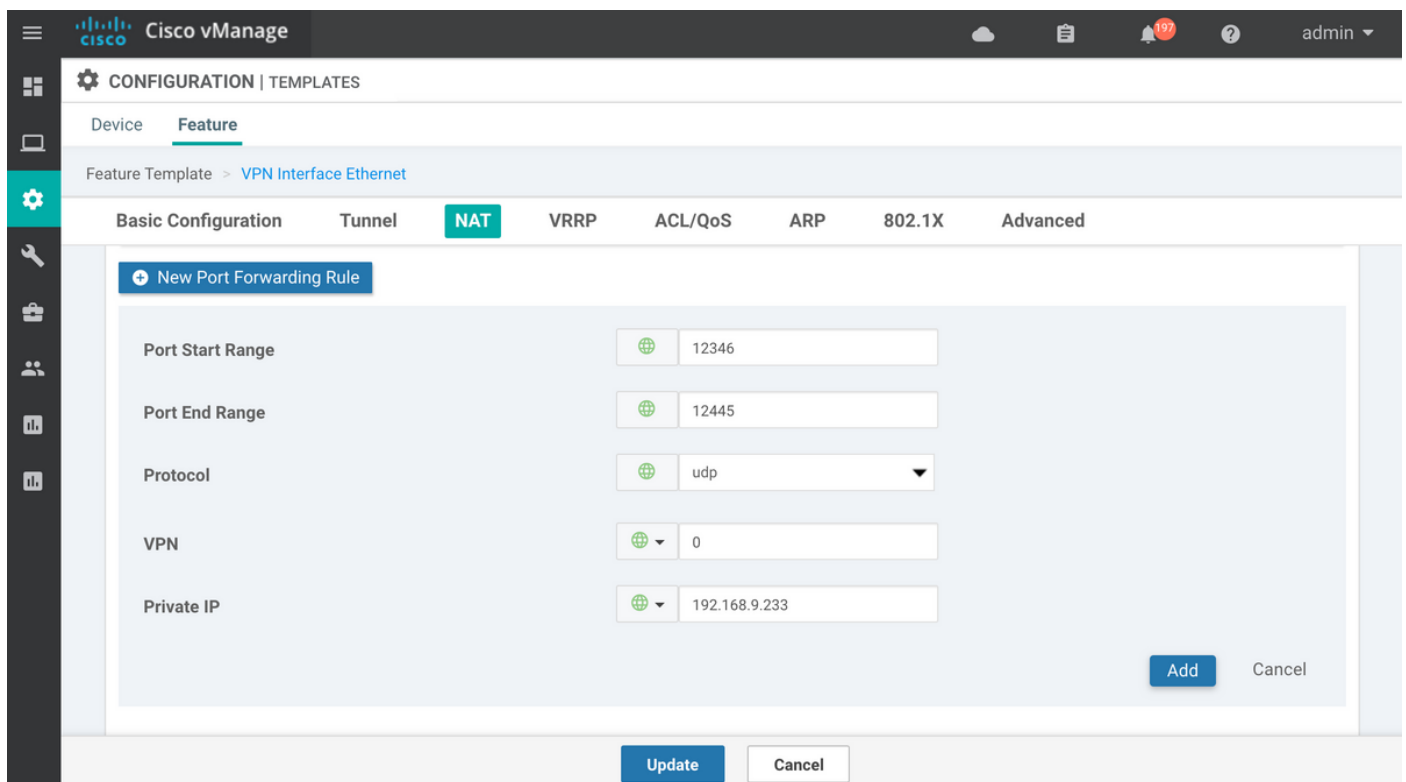 CISCO Cisco vManage 197 admin
CONFIGURATION | TEMPLATES
Device Feature
Feature Template > VPN Interface Ethernet
Basic Configuration Tunnel NAT VRRP ACL/QoS ARP 802.1X Advanced
New Port Forwarding Rule
Port Start Range 12346
Port End Range 12445
Protocol udp
VPN 0
Private IP 192.168.9.233
Add Cancel
Update Cancel